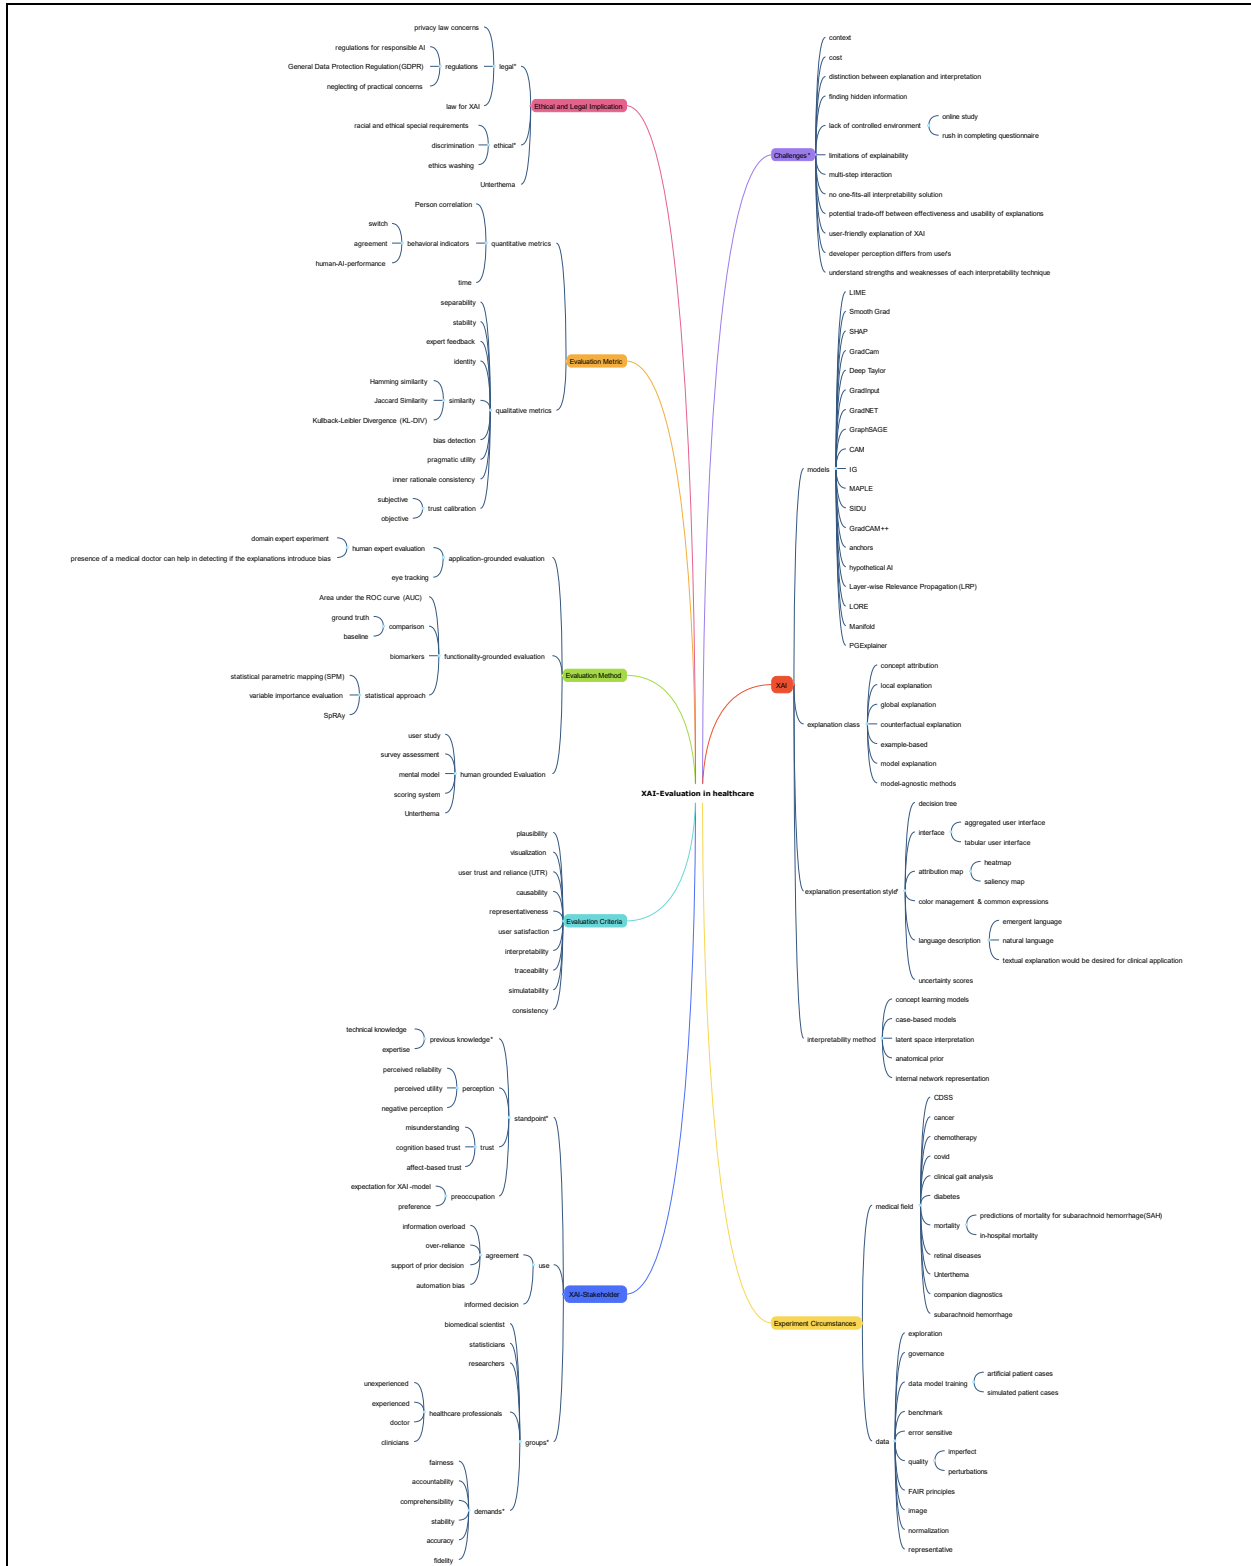 privacy law concerns
regulations for responsible AI
General Data Protection Regulation (GDPR)
neglecting of practical concerns
regulations
law for XAI
legal*
racial and ethical special requirements
discrimination
ethics washing
ethical*
Unterthema
Ethical and Legal Implication
Person correlation
switch
agreement
human-AI-performance
behavioral indicators
time
quantitative metrics
separability
stability
expert feedback
identity
Hamming similarity
Jaccard Similarity
Kullback-Leibler Divergence (KL-DIV)
similarity
bias detection
pragmatic utility
inner rationale consistency
subjective
objective
trust calibration
qualitative metrics
Evaluation Metric
domain expert experiment
presence of a medical doctor can help in detecting if the explanations introduce bias
human expert evaluation
eye tracking
application-grounded evaluation
Area under the ROC curve (AUC)
ground truth
baseline
comparison
biomarkers
statistical parametric mapping (SPM)
variable importance evaluation
SpRAy
statistical approach
functionality-grounded evaluation
user study
survey assessment
mental model
scoring system
Unterthema
human grounded Evaluation
Evaluation Method
plausibility
visualization
user trust and reliance (UTR)
causability
representativeness
user satisfaction
interpretability
traceability
simulatability
consistency
Evaluation Criteria
technical knowledge
expertise
previous knowledge*
perceived reliability
perceived utility
negative perception
perception
misunderstanding
cognition based trust
affect-based trust
trust
expectation for XAI-model
preference
preoccupation
standpoint*
information overload
over-reliance
support of prior decision
automation bias
agreement
informed decision
use
biomedical scientist
statisticians
researchers
unexperienced
experienced
doctor
clinicians
healthcare professionals
fairness
accountability
comprehensibility
stability
accuracy
fidelity
demands*
groups*
XAI-Stakeholder
XAI-Evaluation in healthcare
Challenges*
context
cost
distinction between explanation and interpretation
finding hidden information
lack of controlled environment
online study
rush in completing questionnaire
limitations of explainability
multi-step interaction
no one-fits-all interpretability solution
potential trade-off between effectiveness and usability of explanations
user-friendly explanation of XAI
developer perception differs from user's
understand strengths and weaknesses of each interpretability technique
XAI
models
LIME
Smooth Grad
SHAP
GradCam
Deep Taylor
GradInput
GradNET
GraphSAGE
CAM
IG
MAPLE
SIDU
GradCAM++
anchors
hypothetical AI
Layer-wise Relevance Propagation (LRP)
LORE
Manifold
PGExplainer
explanation class
concept attribution
local explanation
global explanation
counterfactual explanation
example-based
model explanation
model-agnostic methods
explanation presentation style*
decision tree
interface
aggregated user interface
tabular user interface
attribution map
heatmap
saliency map
color management & common expressions
language description
emergent language
natural language
textual explanation would be desired for clinical application
uncertainty scores
interpretability method
concept learning models
case-based models
latent space interpretation
anatomical prior
internal network representation
Experiment Circumstances
medical field
CDSS
cancer
chemotherapy
covid
clinical gait analysis
diabetes
mortality
predictions of mortality for subarachnoid hemorrhage(SAH)
in-hospital mortality
retinal diseases
Unterthema
companion diagnostics
subarachnoid hemorrhage
data
exploration
governance
data model training
artificial patient cases
simulated patient cases
benchmark
error sensitive
quality
imperfect
perturbations
FAIR principles
image
normalization
representative